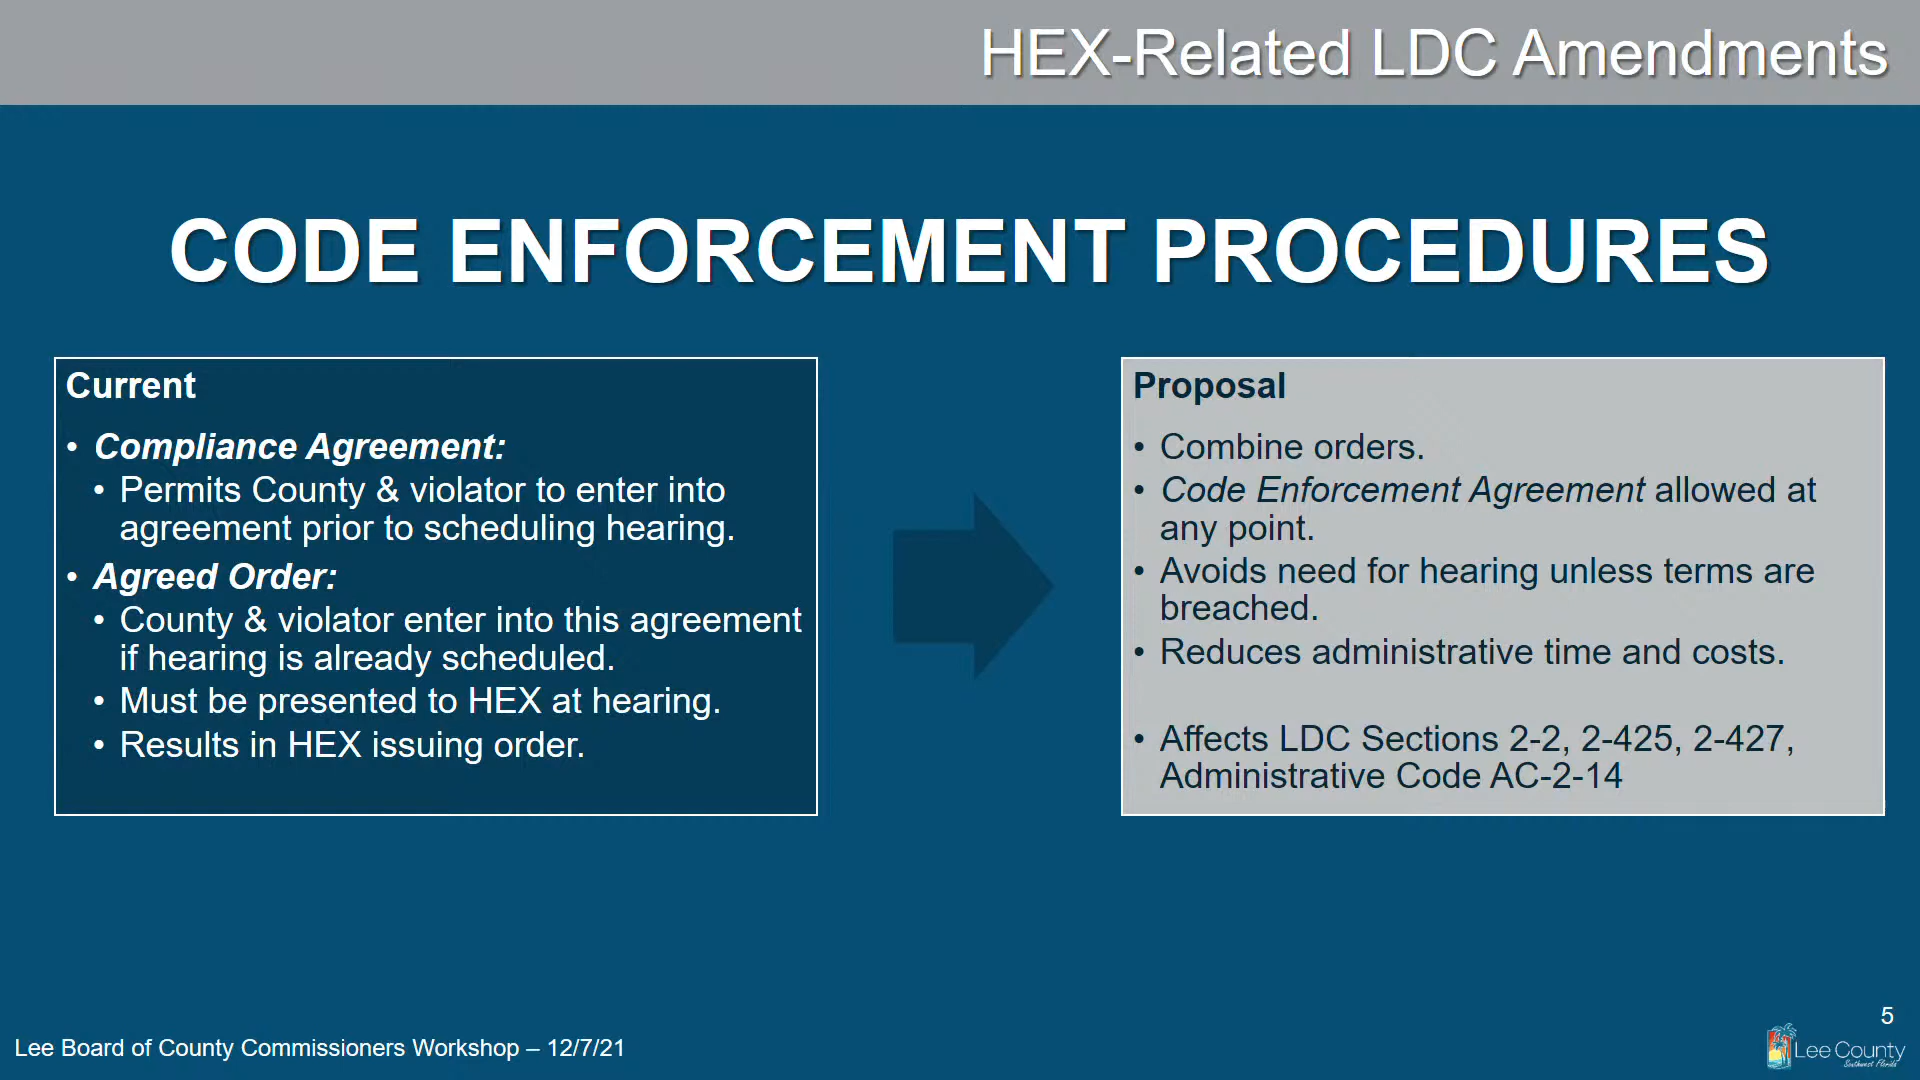 HEX-Related LDC Amendments
CODE ENFORCEMENT PROCEDURES
Current
• Compliance Agreement:
• Permits County & violator to enter into
agreement prior to scheduling hearing.
• Agreed Order:
• County & violator enter into this agreement
if hearing is already scheduled.
• Must be presented to HEX at hearing.
• Results in HEX issuing order.
Proposal
• Combine orders.
• Code Enforcement Agreement allowed at
any point.
• Avoids need for hearing unless terms are
breached.
• Reduces administrative time and costs.
• Affects LDC Sections 2-2, 2-425, 2-427,
Administrative Code AC-2-14
5
Lee Board of County Commissioners Workshop – 12/7/21
Lee County
Southwest Florida